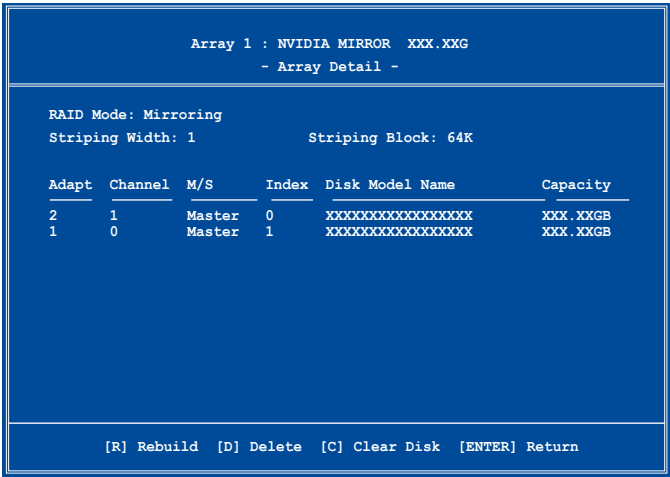 Array 1 : NVIDIA MIRROR XXX.XXG
- Array Detail -
RAID Mode: Mirroring
Striping Width: 1 Striping Block: 64K
Adapt Channel M/S Index Disk Model Name Capacity
2 1 Master 0 XXXXXXXXXXXXXXXXX XXX.XXGB
1 0 Master 1 XXXXXXXXXXXXXXXXX XXX.XXGB
[R] Rebuild [D] Delete [C] Clear Disk [ENTER] Return